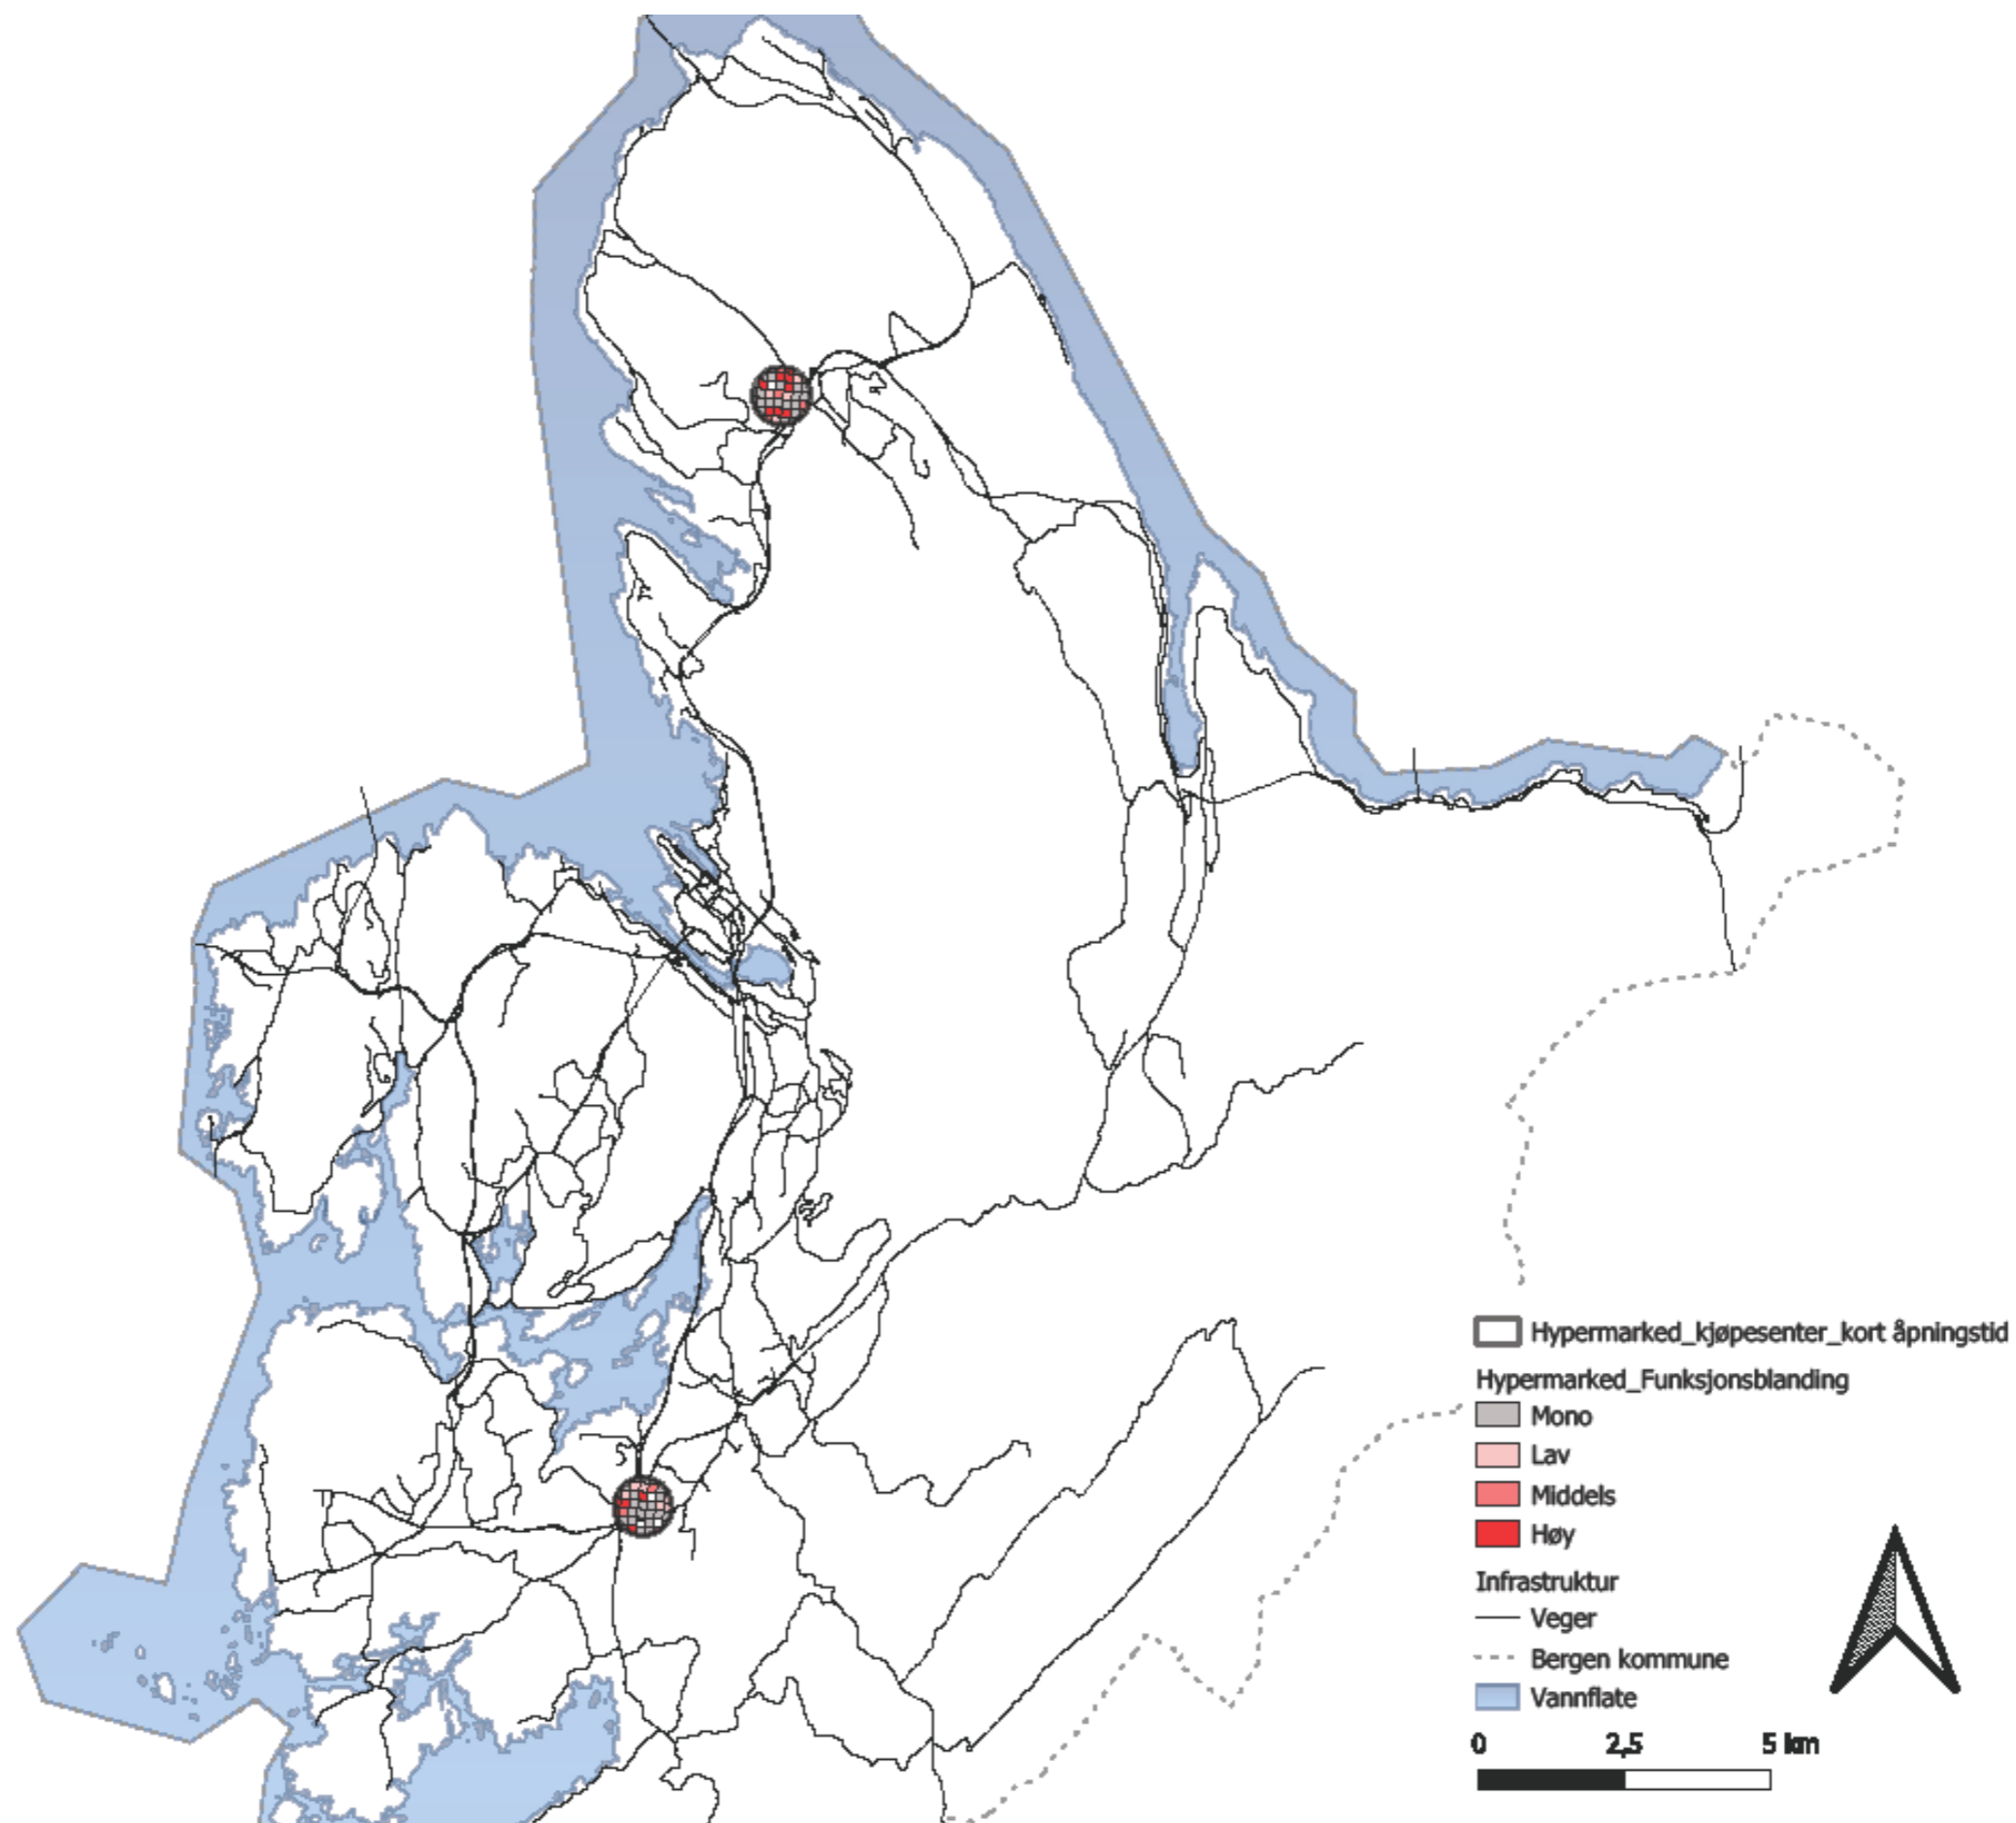 Hypermarked_kjøpesenter_kort åpningstid
Hypermarked_Funksjonsblanding
Mono
Lav
Middels
Høy
Infrastruktur
Veger
Bergen kommune
Vannflate
0 2,5 5 km